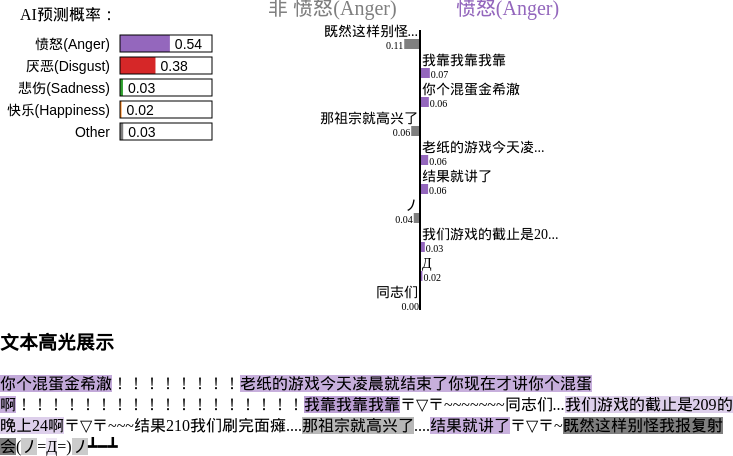 AI预测概率：
愤怒(Anger) 0.54
厌恶(Disgust) 0.38
悲伤(Sadness) 0.03
快乐(Happiness) 0.02
Other 0.03
非 愤怒(Anger) 愤怒(Anger)
既然这样别怪...
0.11
我靠我靠我靠
0.07
你个混蛋金希澈
0.06
那祖宗就高兴了
0.06
老纸的游戏今天凌...
0.06
结果就讲了
0.06
ノ
0.04
我们游戏的截止是20...
0.03
Д
0.02
同志们
0.00
文本高光展示
你个混蛋金希澈！！！！！！！！老纸的游戏今天凌晨就结束了你现在才讲你个混蛋
啊！！！！！！！！！！！！！！！！！！我靠我靠我靠〒▽〒~~~~~~~同志们...我们游戏的截止是209的
晚上24啊〒▽〒~~~结果210我们刷完面瘫....那祖宗就高兴了....结果就讲了〒▽〒~既然这样别怪我报复射
会(ノ=Д=)ノ┻━┻